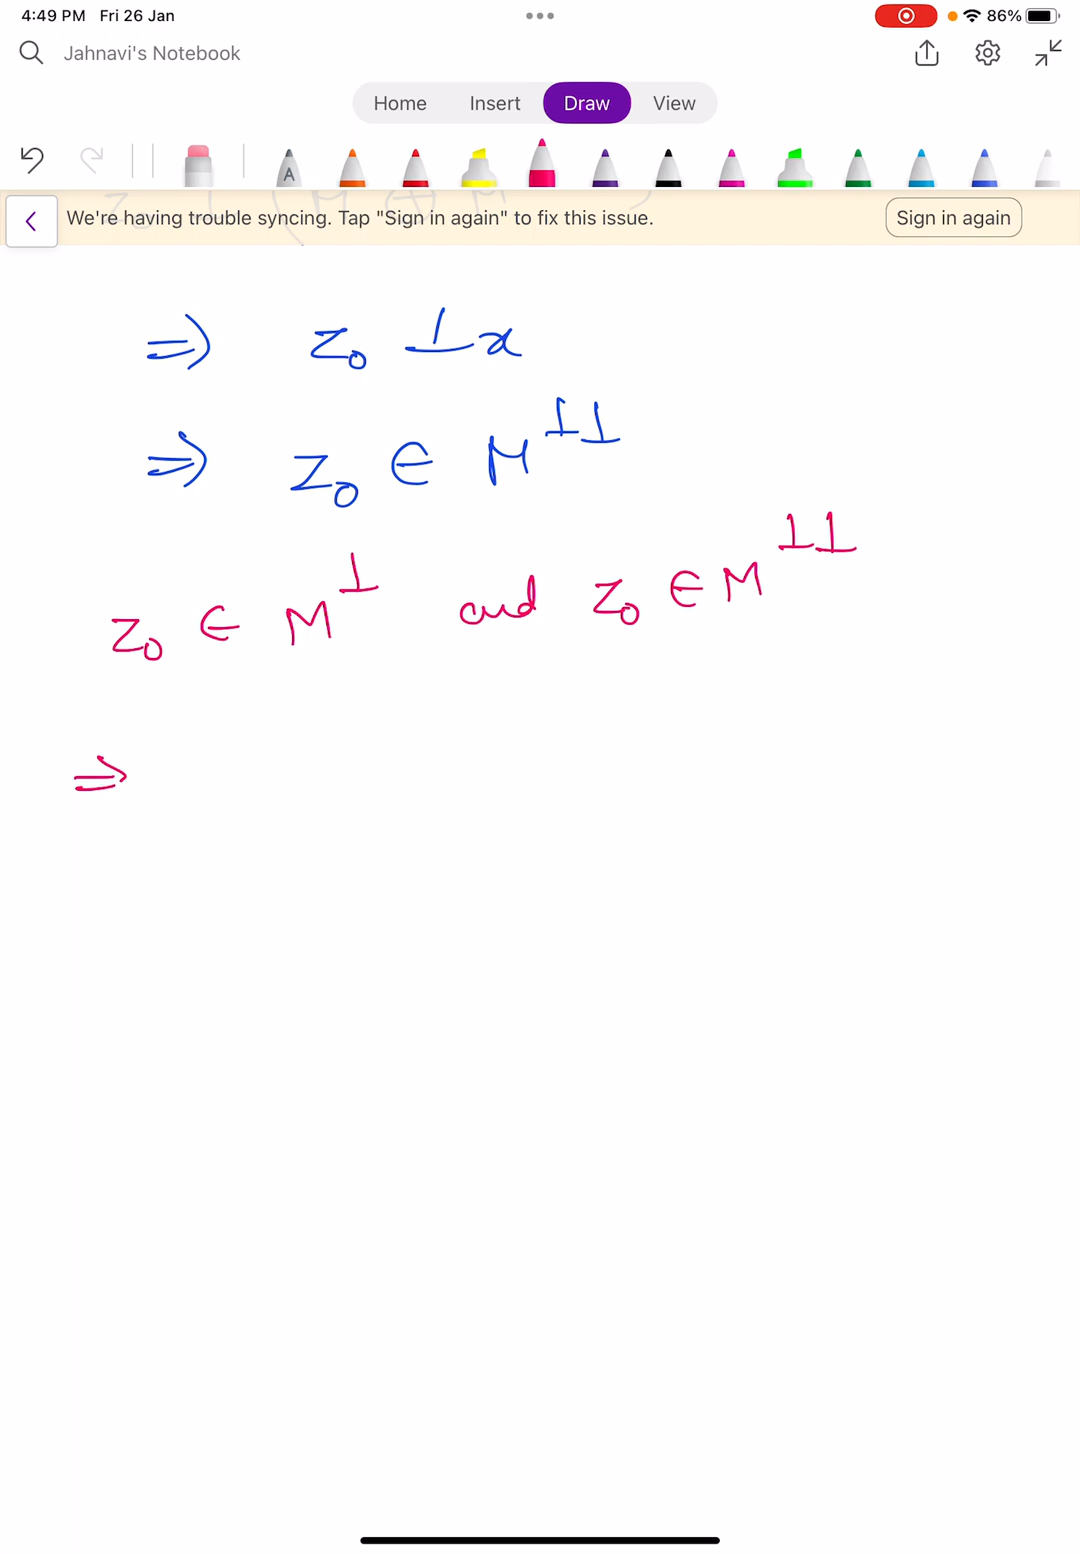 4:49 PM Fri 26 Jan
86%
Jahnavi's Notebook
Home Insert Draw View
A
We're having trouble syncing. Tap "Sign in again" to fix this issue.
Sign in again
⇒ z₀ ⊥ x
⇒ z₀ ∈ M^⊥⊥
z₀ ∈ M^⊥ and z₀ ∈ M^⊥⊥
⇒